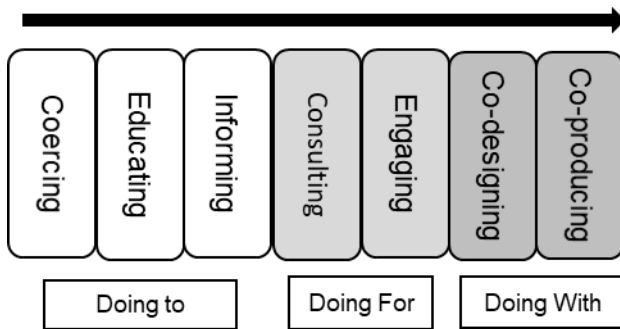 Coercing
Educating
Informing
Consulting
Engaging
Co-designing
Co-producing
Doing to
Doing For
Doing With